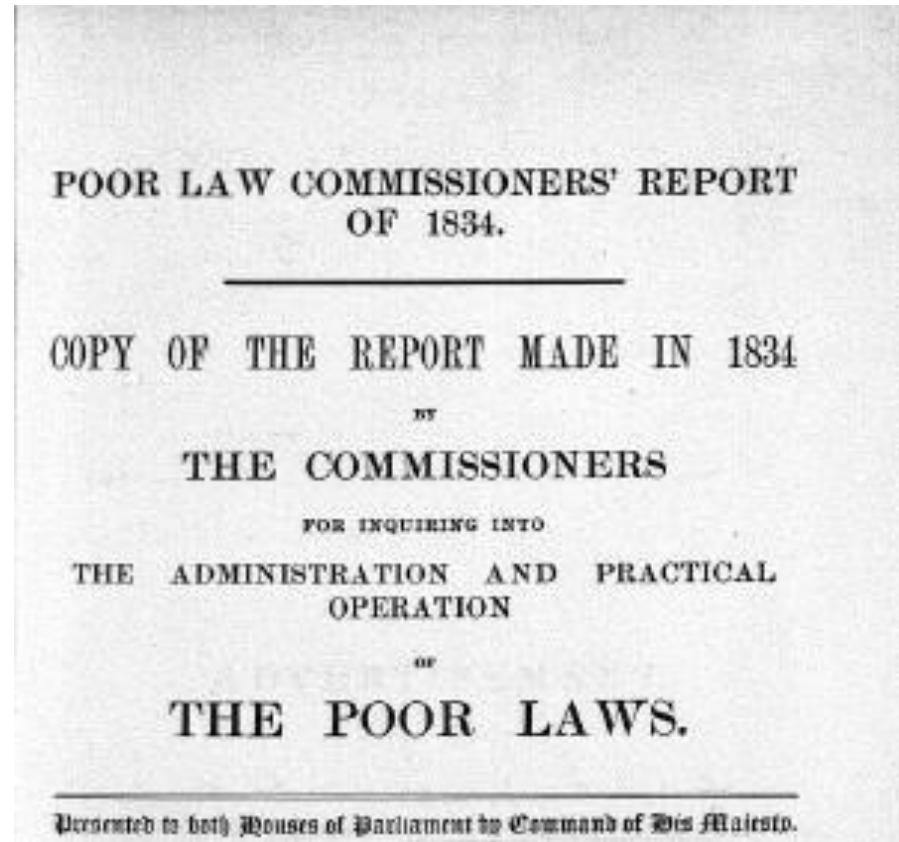 POOR LAW COMMISSIONERS' REPORT
OF 1834.
COPY OF THE REPORT MADE IN 1834
BY
THE COMMISSIONERS
FOR INQUIRING INTO
THE ADMINISTRATION AND PRACTICAL
OPERATION
OF
THE POOR LAWS.
Presented to both Houses of Parliament by Command of His Majesty.